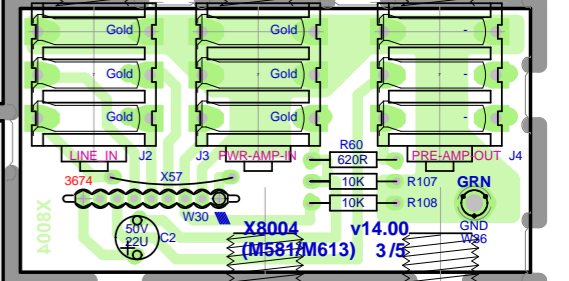 Gold Gold -
Gold Gold -
Gold Gold -
R60
LINE IN J2 J3 PWR-AMP-IN 620R PRE-AMP-OUT J4
3674 X57 10K R107 GRN
W30 10K R108
X8004
50V
22U C2
X8004 v14.00 GND
(M581/M613) 3/5 W36